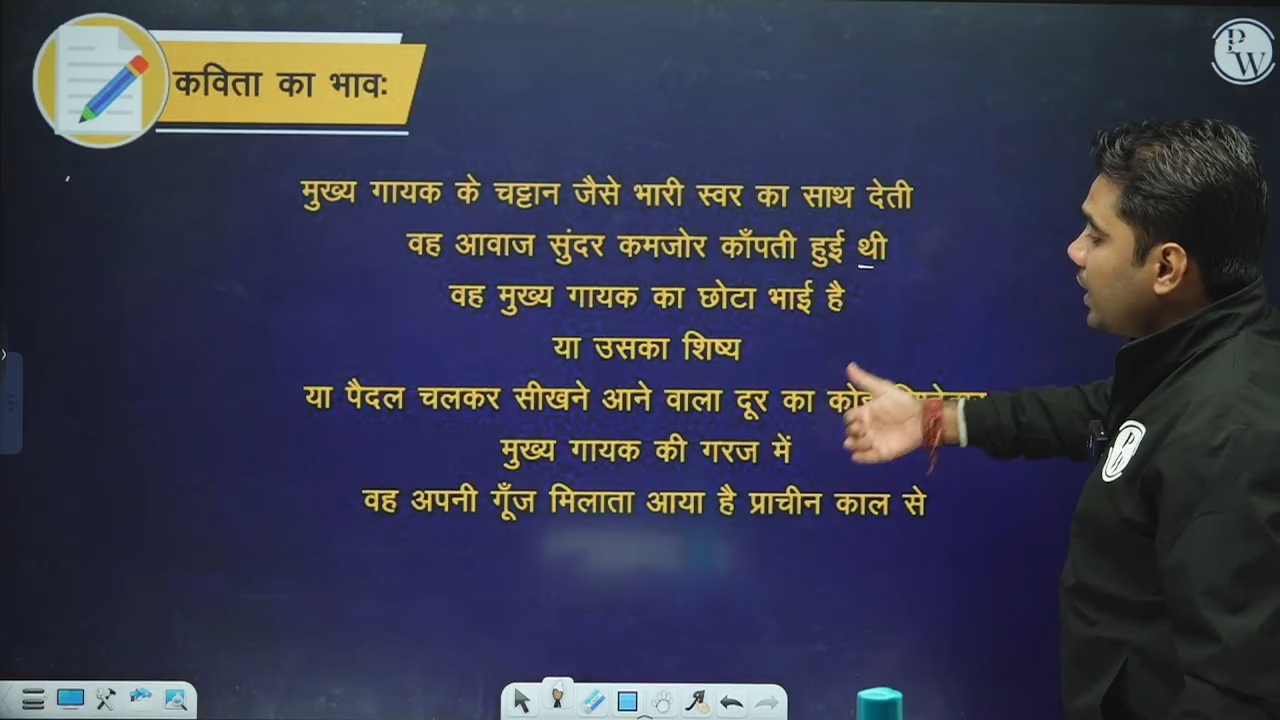 कविता का भावः
PW
मुख्य गायक के चट्टान जैसे भारी स्वर का साथ देती
वह आवाज सुंदर कमजोर काँपती हुई थी
वह मुख्य गायक का छोटा भाई है
या उसका शिष्य
या पैदल चलकर सीखने आने वाला दूर का
मुख्य गायक की गरज में
वह अपनी गूँज मिलाता आया है प्राचीन काल से